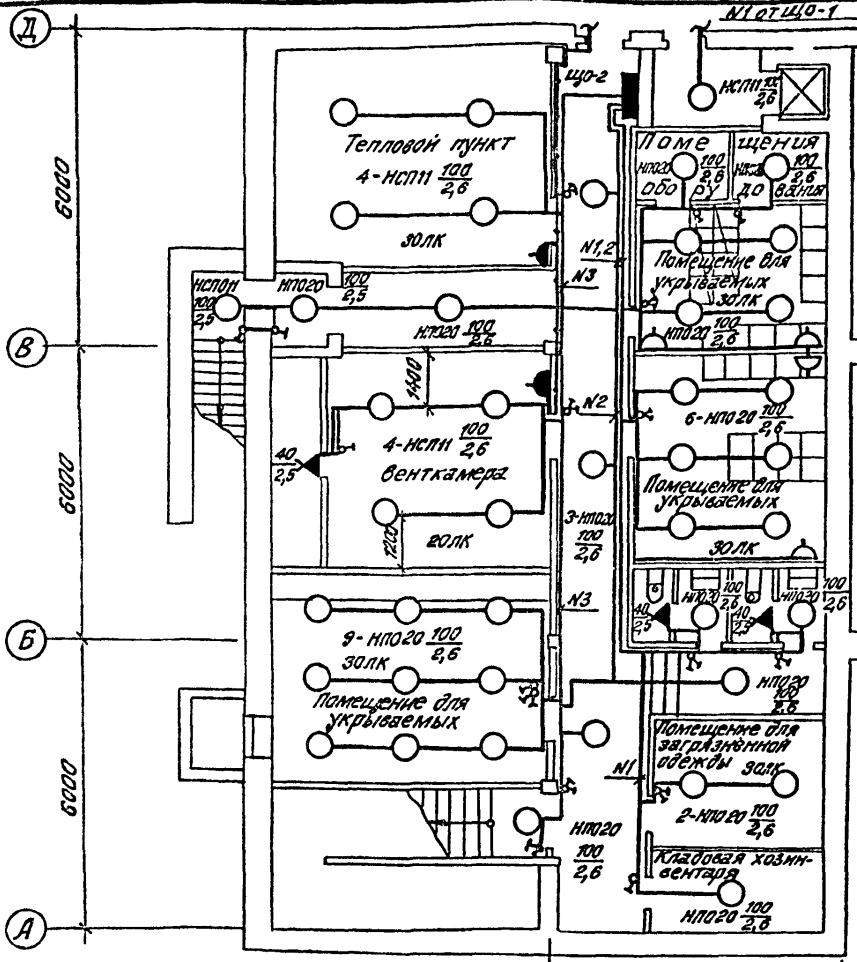 Д
N1 от ЩО-1
ЩО-2
НСП11 100/2,6
Тепловой пункт
4-НСП11 100/2,6
30ЛК
Поме щения
НПО20 100/2,6
100/2,6
обо ру до вания
6000
N1,2
N3
Помещение для
укрываемых
30ЛК
НПО20 100/2,6
НСПО11
100/2,5
НПО20 100/2,5
НПО20 100/2,6
В
1400
N2
6-НПО20 100/2,6
4-НСП11 100/2,6
Венткамера
40/2,5
6000
Помещение для
укрываемых
30ЛК
3-НПО20
100/2,6
1200
20ЛК
N3
40/2,5
НПО20 100/2,6
40/2,5
НПО20 100/2,6
Б
9-НПО20 100/2,6
30ЛК
Помещение для
укрываемых
НПО20
100/2,6
Помещение для
загрязненной
одежды 30ЛК
N1
2-НПО20 100/2,6
6000
НПО20
100/2,6
Кладовая хозин-
вентаря
НПО20 100/2,6
А